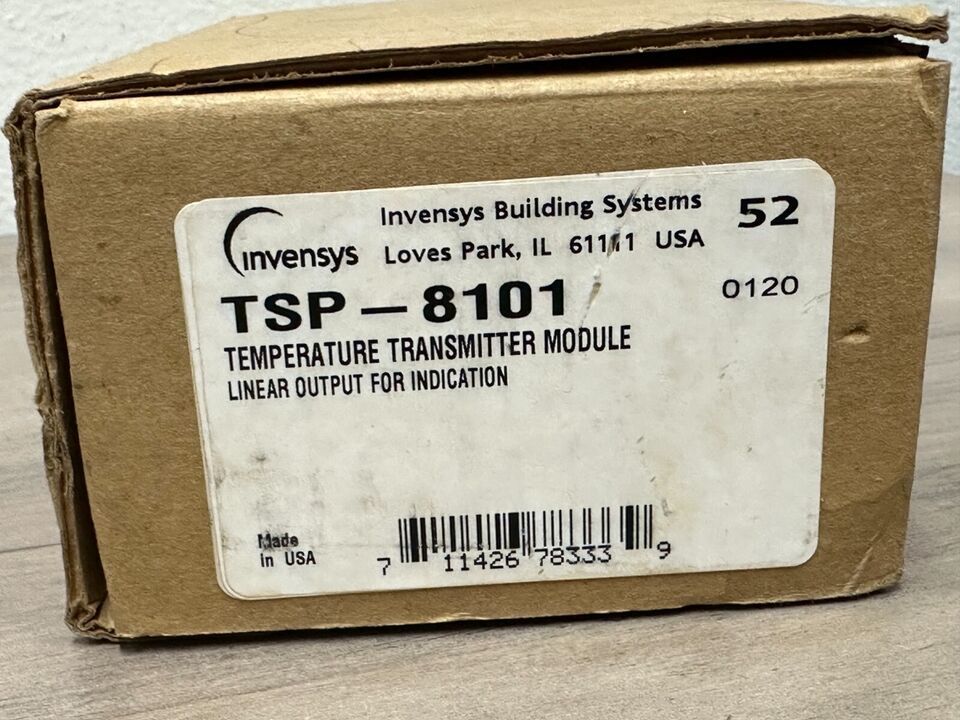 invensys
Invensys Building Systems 52
Loves Park, IL 61111 USA
TSP – 8101 0120
TEMPERATURE TRANSMITTER MODULE
LINEAR OUTPUT FOR INDICATION
Made
in USA
7 11426 78333 9